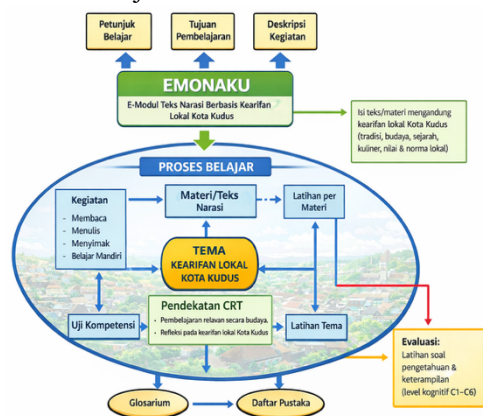 Petunjuk
Belajar
Tujuan
Pembelajaran
Deskripsi
Kegiatan
EMONAKU
E-Modul Teks Narasi Berbasis Kearifan
Lokal Kota Kudus
Isi teks/materi mengandung
kearifan lokal Kota Kudus
(tradisi, budaya, sejarah,
kuliner, nilai & norma lokal)
PROSES BELAJAR
Kegiatan
- Membaca
- Menulis
- Menyimak
- Belajar Mandiri
Materi/Teks
Narasi
Latihan per
Materi
TEMA
KEARIFAN LOKAL
KOTA KUDUS
Pendekatan CRT
- Pembelajaran relavan secara budaya.
- Refleksi pada kearifan lokal Kota Kudus
Uji Kompetensi
Latihan Tema
Evaluasi:
Latihan soal
pengetahuan &
keterampilan
(level kognitif C1-C6)
Glosarium
Daftar Pustaka